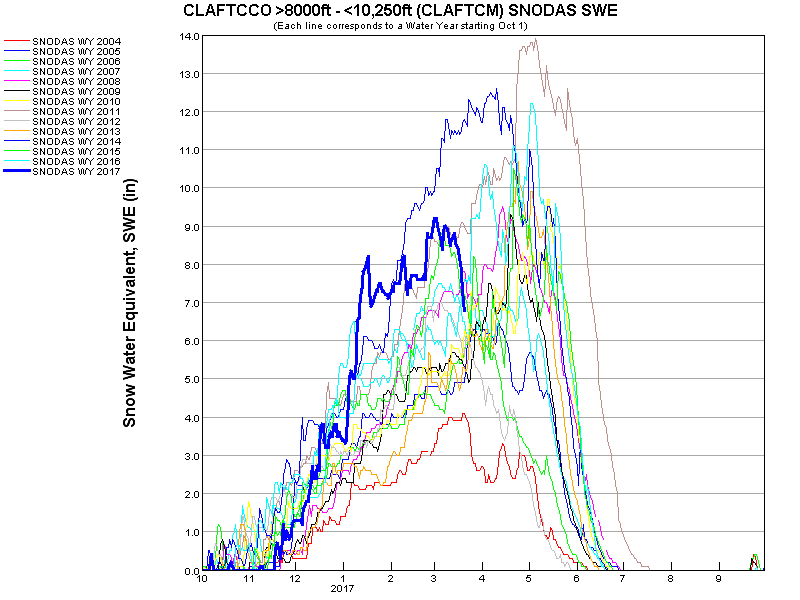 CLAFTCCO >8000ft - <10,250ft (CLAFTCM) SNODAS SWE
(Each line corresponds to a Water Year starting Oct 1)
SNODAS WY 2004
SNODAS WY 2005
SNODAS WY 2006
SNODAS WY 2007
SNODAS WY 2008
SNODAS WY 2009
SNODAS WY 2010
SNODAS WY 2011
SNODAS WY 2012
SNODAS WY 2013
SNODAS WY 2014
SNODAS WY 2015
SNODAS WY 2016
SNODAS WY 2017
Snow Water Equivalent, SWE (in)
14.0
13.0
12.0
11.0
10.0
9.0
8.0
7.0
6.0
5.0
4.0
3.0
2.0
1.0
0.0
10 11 12 1 2 3 4 5 6 7 8 9
2017